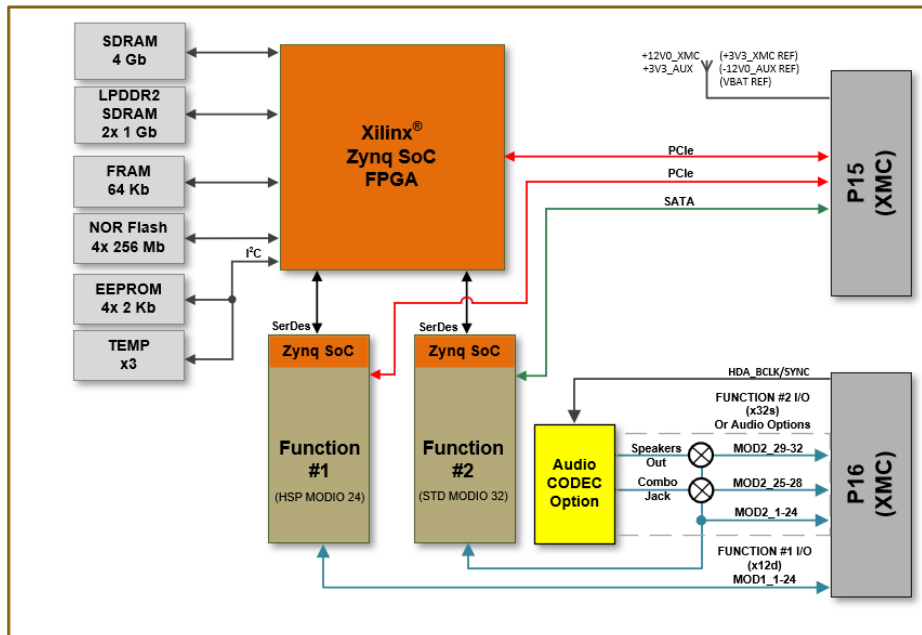 SDRAM
4 Gb
LPDDR2
SDRAM
2x 1 Gb
FRAM
64 Kb
NOR Flash
4x 256 Mb
EEPROM
4x 2 Kb
TEMP
x3
I²C
Xilinx®
Zynq SoC
FPGA
+12V0_XMC
+3V3_AUX
(+3V3_XMC REF)
(-12V0_AUX REF)
(VBAT REF)
PCIe
PCIe
SATA
P15
(XMC)
SerDes
SerDes
Zynq SoC
Function
#1
(HSP MODIO 24)
Zynq SoC
Function
#2
(STD MODIO 32)
HDA_BCLK/SYNC
FUNCTION #2 I/O
(x32s)
Or Audio Options
Audio
CODEC
Option
Speakers
Out
Combo
Jack
MOD2_29-32
MOD2_25-28
MOD2_1-24
FUNCTION #1 I/O
(x12d)
MOD1_1-24
P16
(XMC)